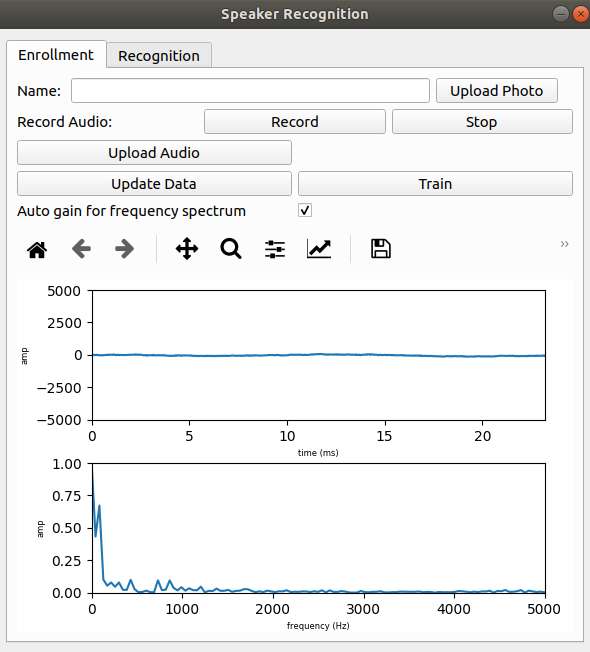 Speaker Recognition
Enrollment Recognition
Name: Upload Photo
Record Audio: Record Stop
Upload Audio
Update Data Train
Auto gain for frequency spectrum
5000
2500
0
−2500
−5000
amp
0 5 10 15 20
time (ms)
1.00
0.75
0.50
0.25
0.00
amp
0 1000 2000 3000 4000 5000
frequency (Hz)